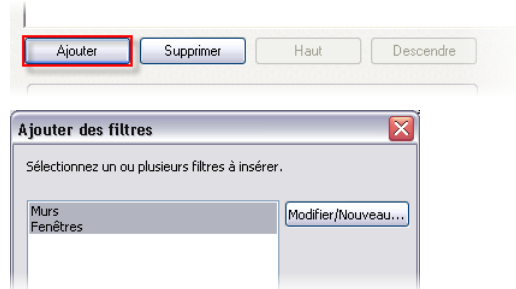 Ajouter Supprimer Haut Descendre
Ajouter des filtres
Sélectionnez un ou plusieurs filtres à insérer.
Murs Modifier/Nouveau...
Fenêtres